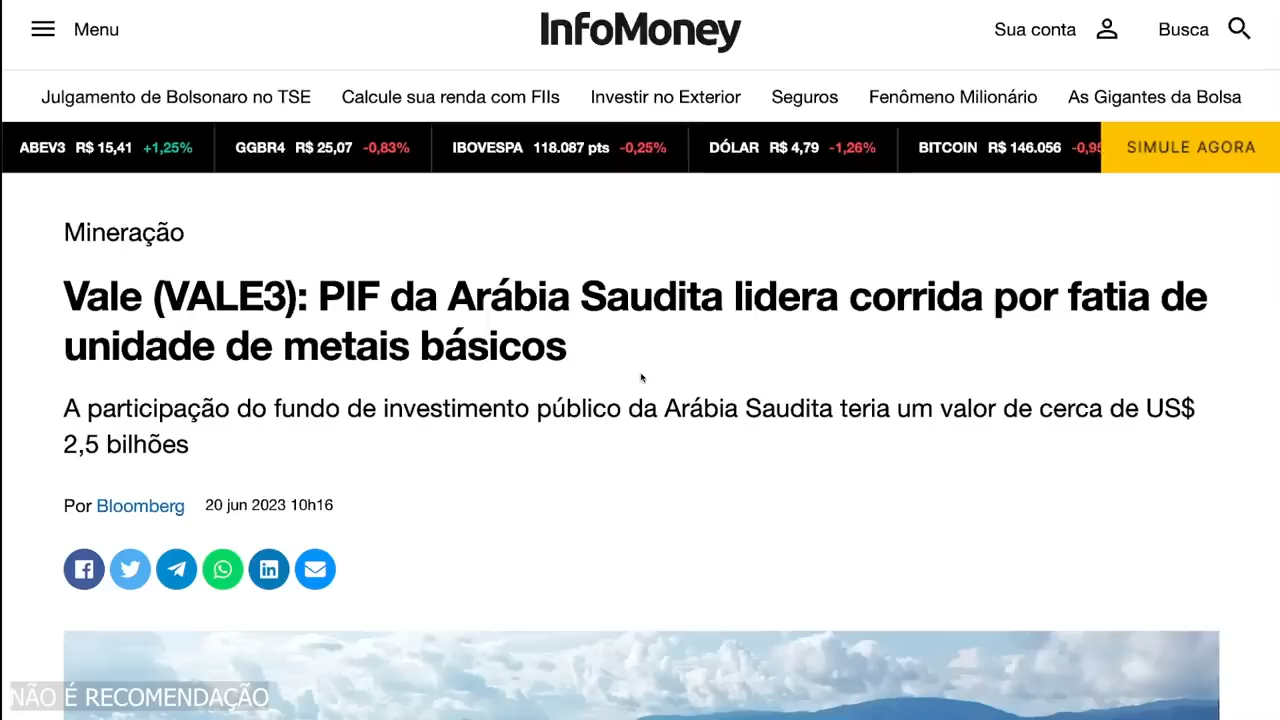 Menu
InfoMoney
Sua conta
Busca
Julgamento de Bolsonaro no TSE
Calcule sua renda com FIIs
Investir no Exterior
Seguros
Fenômeno Milionário
As Gigantes da Bolsa
ABEV3 R$ 15,41 +1,25%
GGBR4 R$ 25,07 -0,83%
IBOVESPA 118.087 pts -0,25%
DÓLAR R$ 4,79 -1,26%
BITCOIN R$ 146.056 -0,95
SIMULE AGORA
Mineração
Vale (VALE3): PIF da Arábia Saudita lidera corrida por fatia de
unidade de metais básicos
A participação do fundo de investimento público da Arábia Saudita teria um valor de cerca de US$
2,5 bilhões
Por Bloomberg 20 jun 2023 10h16
NÃO É RECOMENDAÇÃO